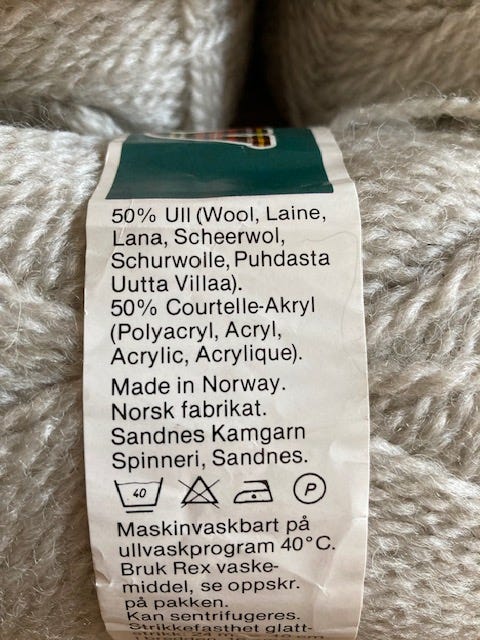 50% Ull (Wool, Laine,
Lana, Scheerwol,
Schurwolle, Puhdasta
Uutta Villaa).
50% Courtelle-Akryl
(Polyacryl, Acryl,
Acrylic, Acrylique).
Made in Norway.
Norsk fabrikat.
Sandnes Kamgarn
Spinneri, Sandnes.
40 P
Maskinvaskbart på
ullvaskprogram 40°C.
Bruk Rex vaske-
middel, se oppskr.
på pakken.
Kan sentrifugeres.
Strikkefasthet glatt-